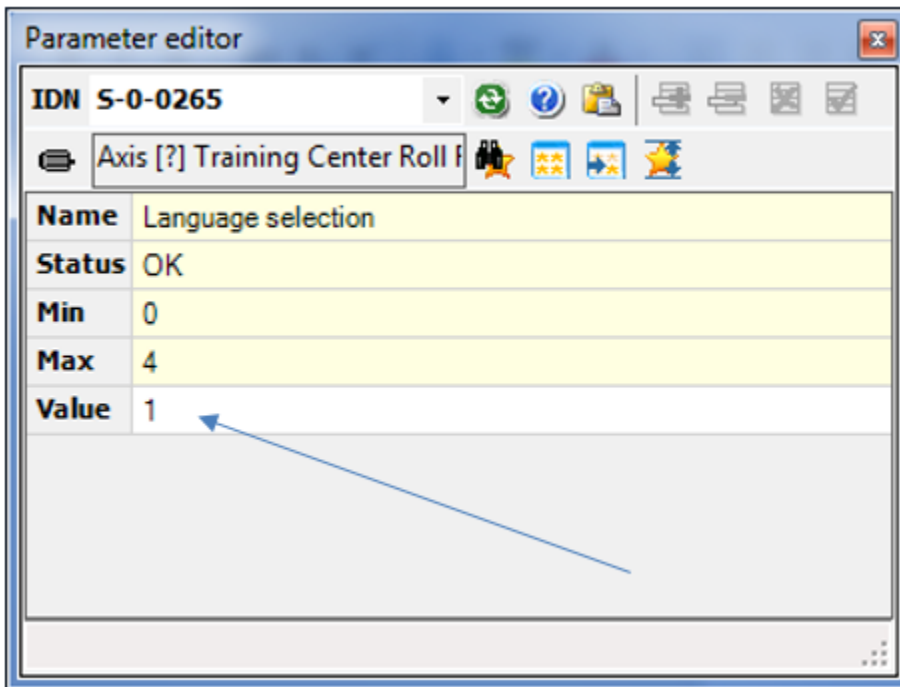 Parameter editor
IDN S-0-0265
Axis [?] Training Center Roll
Name Language selection
Status OK
Min 0
Max 4
Value 1